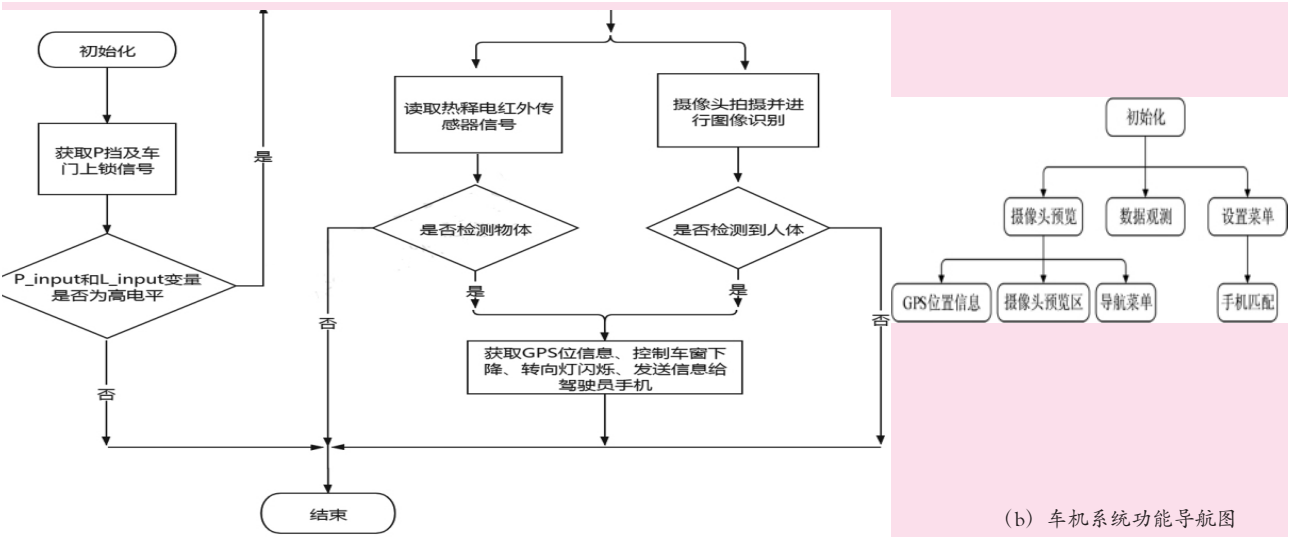 初始化
获取P挡及车
门上锁信号
P_input和L_input变量
是否为高电平
是
否
读取热释电红外传
感器信号
是否检测物体
是
否
摄像头拍摄并进
行图像识别
是否检测到人体
是
否
获取GPS位信息、控制车窗下
降、转向灯闪烁、发送信息给
驾驶员手机
结束
初始化
摄像头预览
数据观测
设置菜单
GPS位置信息
摄像头预览区
导航菜单
手机匹配
(b) 车机系统功能导航图